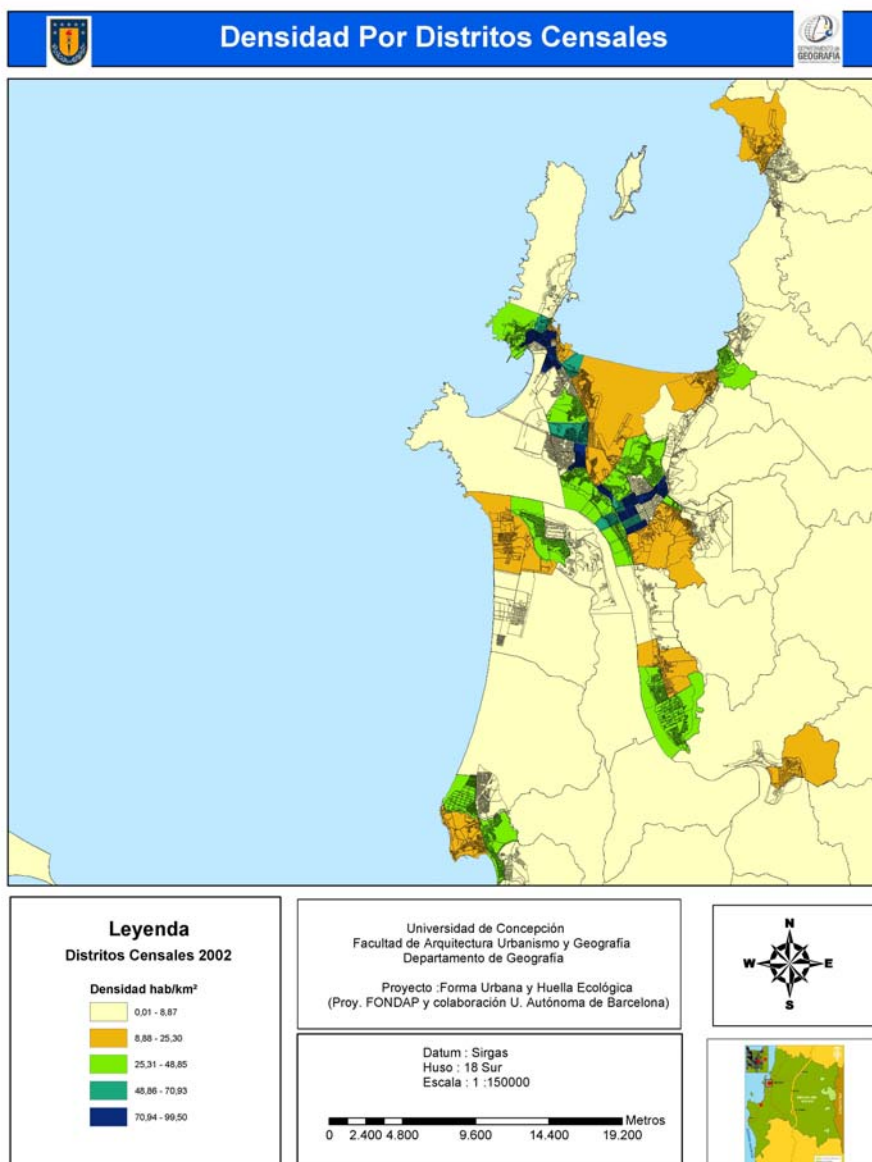 Densidad Por Distritos Censales
DEPARTAMENTO de
GEOGRAFIA
Leyenda
Distritos Censales 2002
Densidad hab/km²
0,01 - 8,87
8,88 - 25,30
25,31 - 48,85
48,86 - 70,93
70,94 - 99,50
Universidad de Concepción
Facultad de Arquitectura Urbanismo y Geografía
Departamento de Geografía
Proyecto :Forma Urbana y Huella Ecológica
(Proy. FONDAP y colaboración U. Autónoma de Barcelona)
Datum : Sirgas
Huso : 18 Sur
Escala : 1 :150000
Metros
0 2.400 4.800 9.600 14.400 19.200
N
W E
S